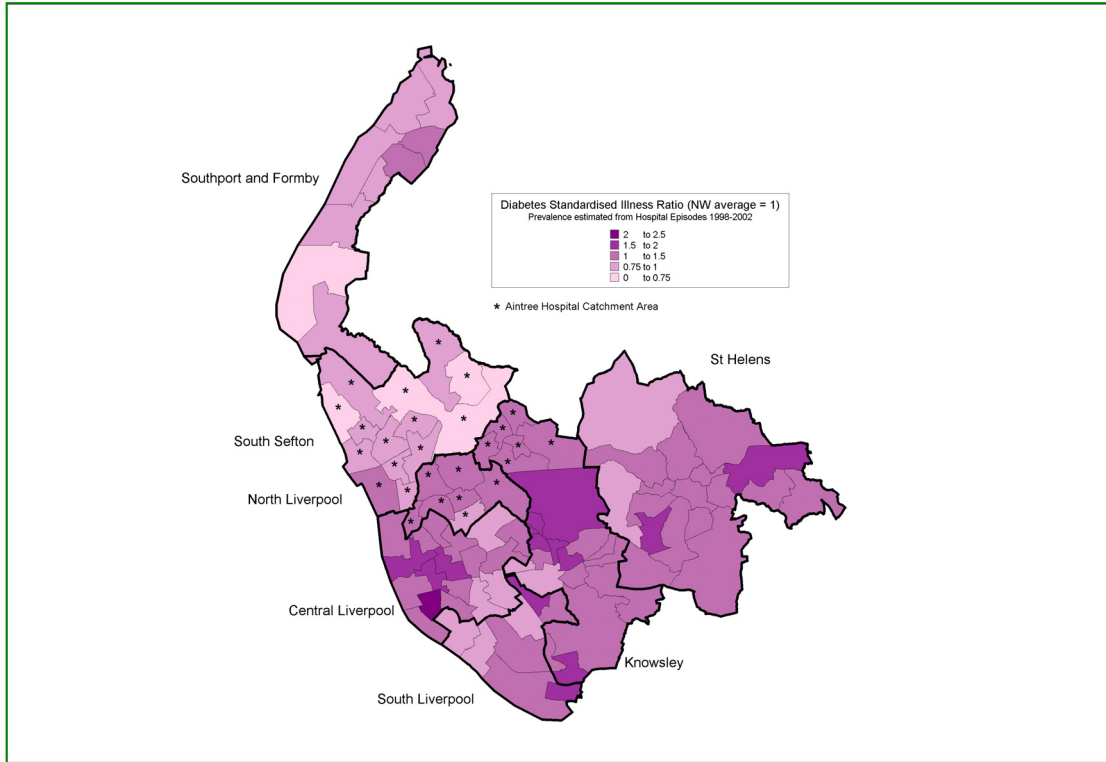 Southport and Formby
Diabetes Standardised Illness Ratio (NW average = 1)
Prevalence estimated from Hospital Episodes 1998-2002
2 to 2.5
1.5 to 2
1 to 1.5
0.75 to 1
0 to 0.75
* Aintree Hospital Catchment Area
St Helens
South Sefton
North Liverpool
Central Liverpool
Knowsley
South Liverpool